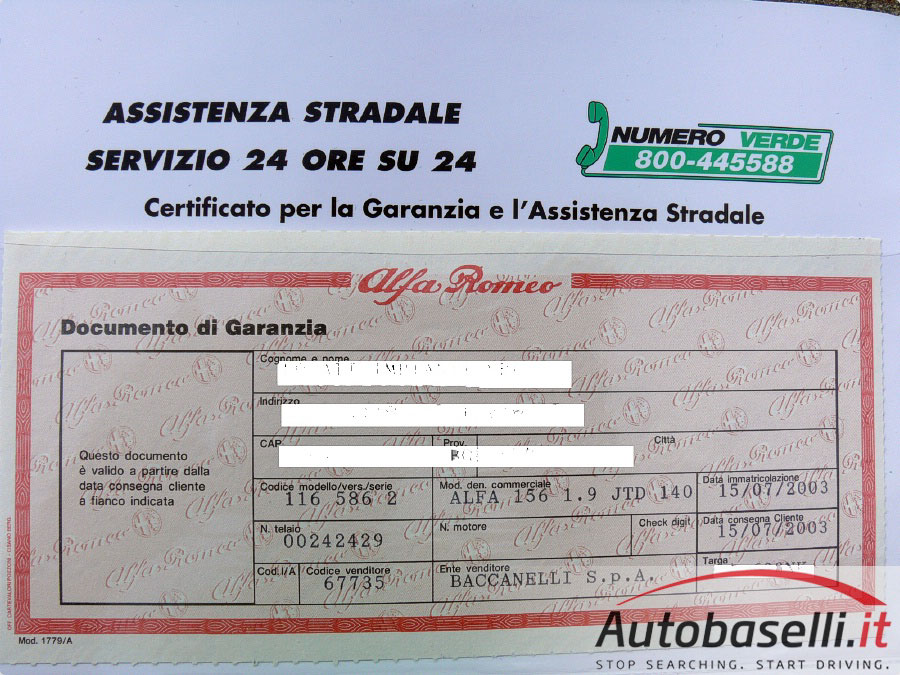 ASSISTENZA STRADALE
SERVIZIO 24 ORE SU 24
NUMERO VERDE
800-445588
Certificato per la Garanzia e l'Assistenza Stradale
Alfa Romeo
Documento di Garanzia
Questo documento
è valido a partire dalla
data consegna cliente
a fianco indicata
Cognome e nome
Indirizzo
CAP
Prov.
Città
Codice modello/vers./serie
116 586 2
Mod. den. commerciale
ALFA 156 1.9 JTD 140
Data immatricolazione
15/07/2003
N. telaio
00242429
N. motore
Check digit
Data consegna Cliente
15/07/2003
Cod.I/A
Codice venditore
67735
Ente venditore
BACCANELLI S.p.A.
Targa
Mod. 1779/A
Autobaselli.it
STOP SEARCHING. START DRIVING.